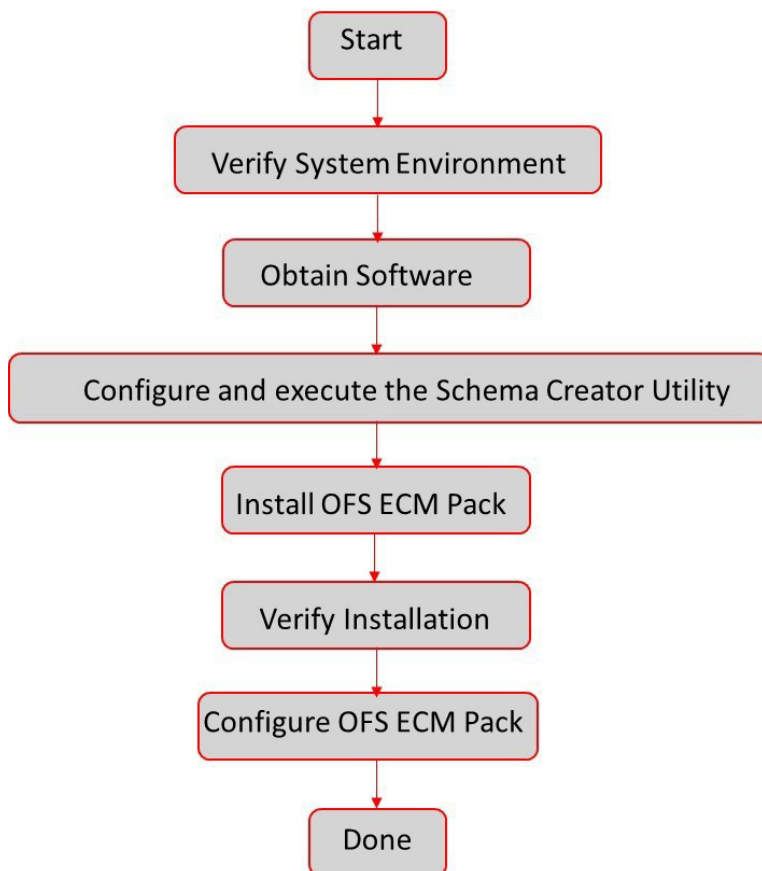 Start
Verify System Environment
Obtain Software
Configure and execute the Schema Creator Utility
Install OFS ECM Pack
Verify Installation
Configure OFS ECM Pack
Done